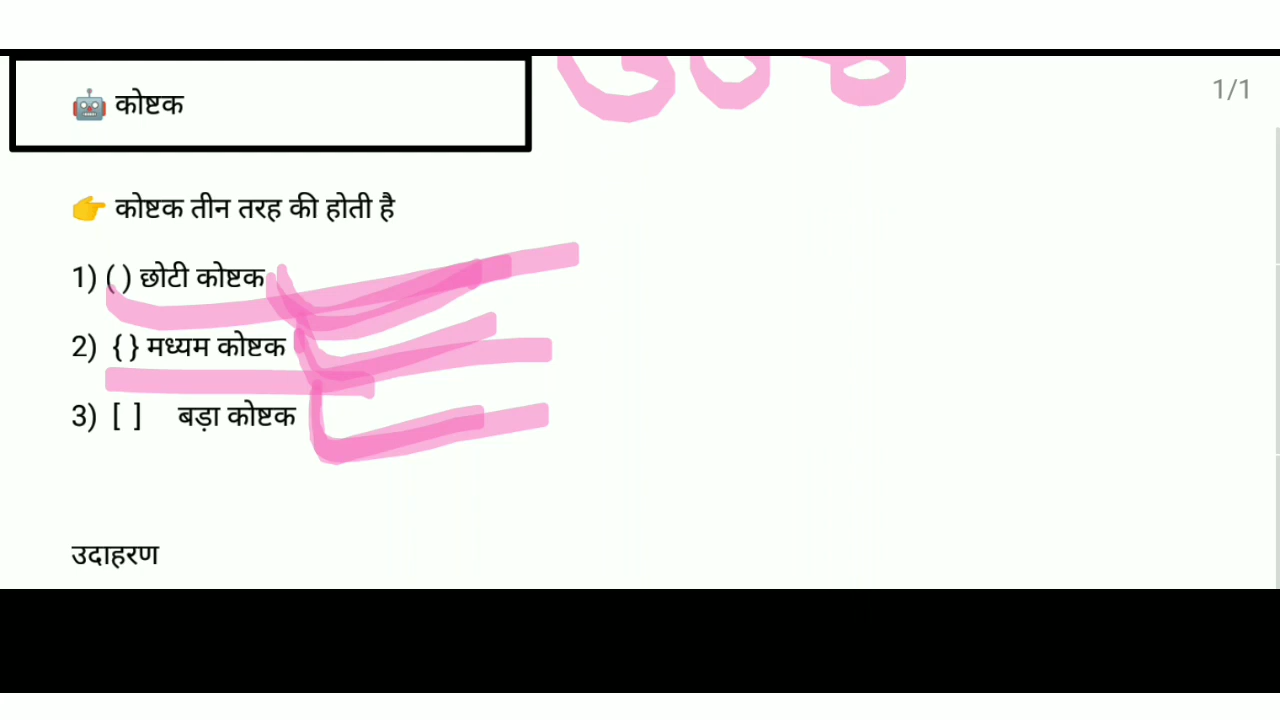 🤖 कोष्टक
1/1
👉 कोष्टक तीन तरह की होती है
1) ( ) छोटी कोष्टक
2) { } मध्यम कोष्टक
3) [ ] बड़ा कोष्टक
उदाहरण